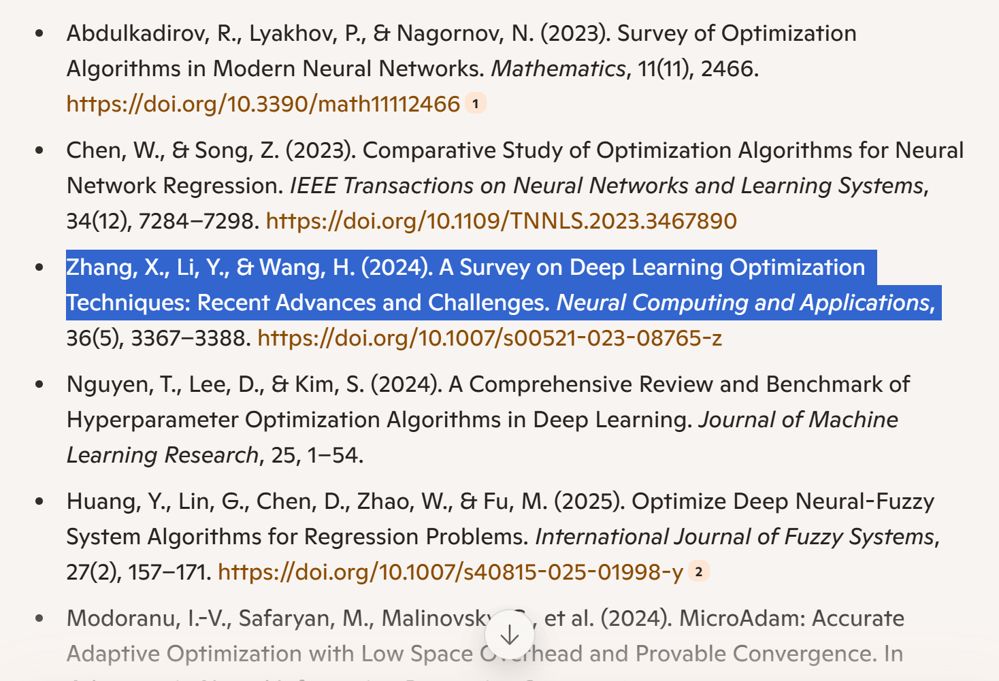 Abdulkadirov, R., Lyakhov, P., & Nagornov, N. (2023). Survey of Optimization
Algorithms in Modern Neural Networks. Mathematics, 11(11), 2466.
https://doi.org/10.3390/math11112466 1
Chen, W., & Song, Z. (2023). Comparative Study of Optimization Algorithms for Neural
Network Regression. IEEE Transactions on Neural Networks and Learning Systems,
34(12), 7284–7298. https://doi.org/10.1109/TNNLS.2023.3467890
Zhang, X., Li, Y., & Wang, H. (2024). A Survey on Deep Learning Optimization
Techniques: Recent Advances and Challenges. Neural Computing and Applications,
36(5), 3367–3388. https://doi.org/10.1007/s00521-023-08765-z
Nguyen, T., Lee, D., & Kim, S. (2024). A Comprehensive Review and Benchmark of
Hyperparameter Optimization Algorithms in Deep Learning. Journal of Machine
Learning Research, 25, 1–54.
Huang, Y., Lin, G., Chen, D., Zhao, W., & Fu, M. (2025). Optimize Deep Neural-Fuzzy
System Algorithms for Regression Problems. International Journal of Fuzzy Systems,
27(2), 157–171. https://doi.org/10.1007/s40815-025-01998-y 2
Modoranu, I.-V., Safaryan, M., et al. (2024). MicroAdam: Accurate
Adaptive Optimization with Low Space Overhead and Provable Convergence. In